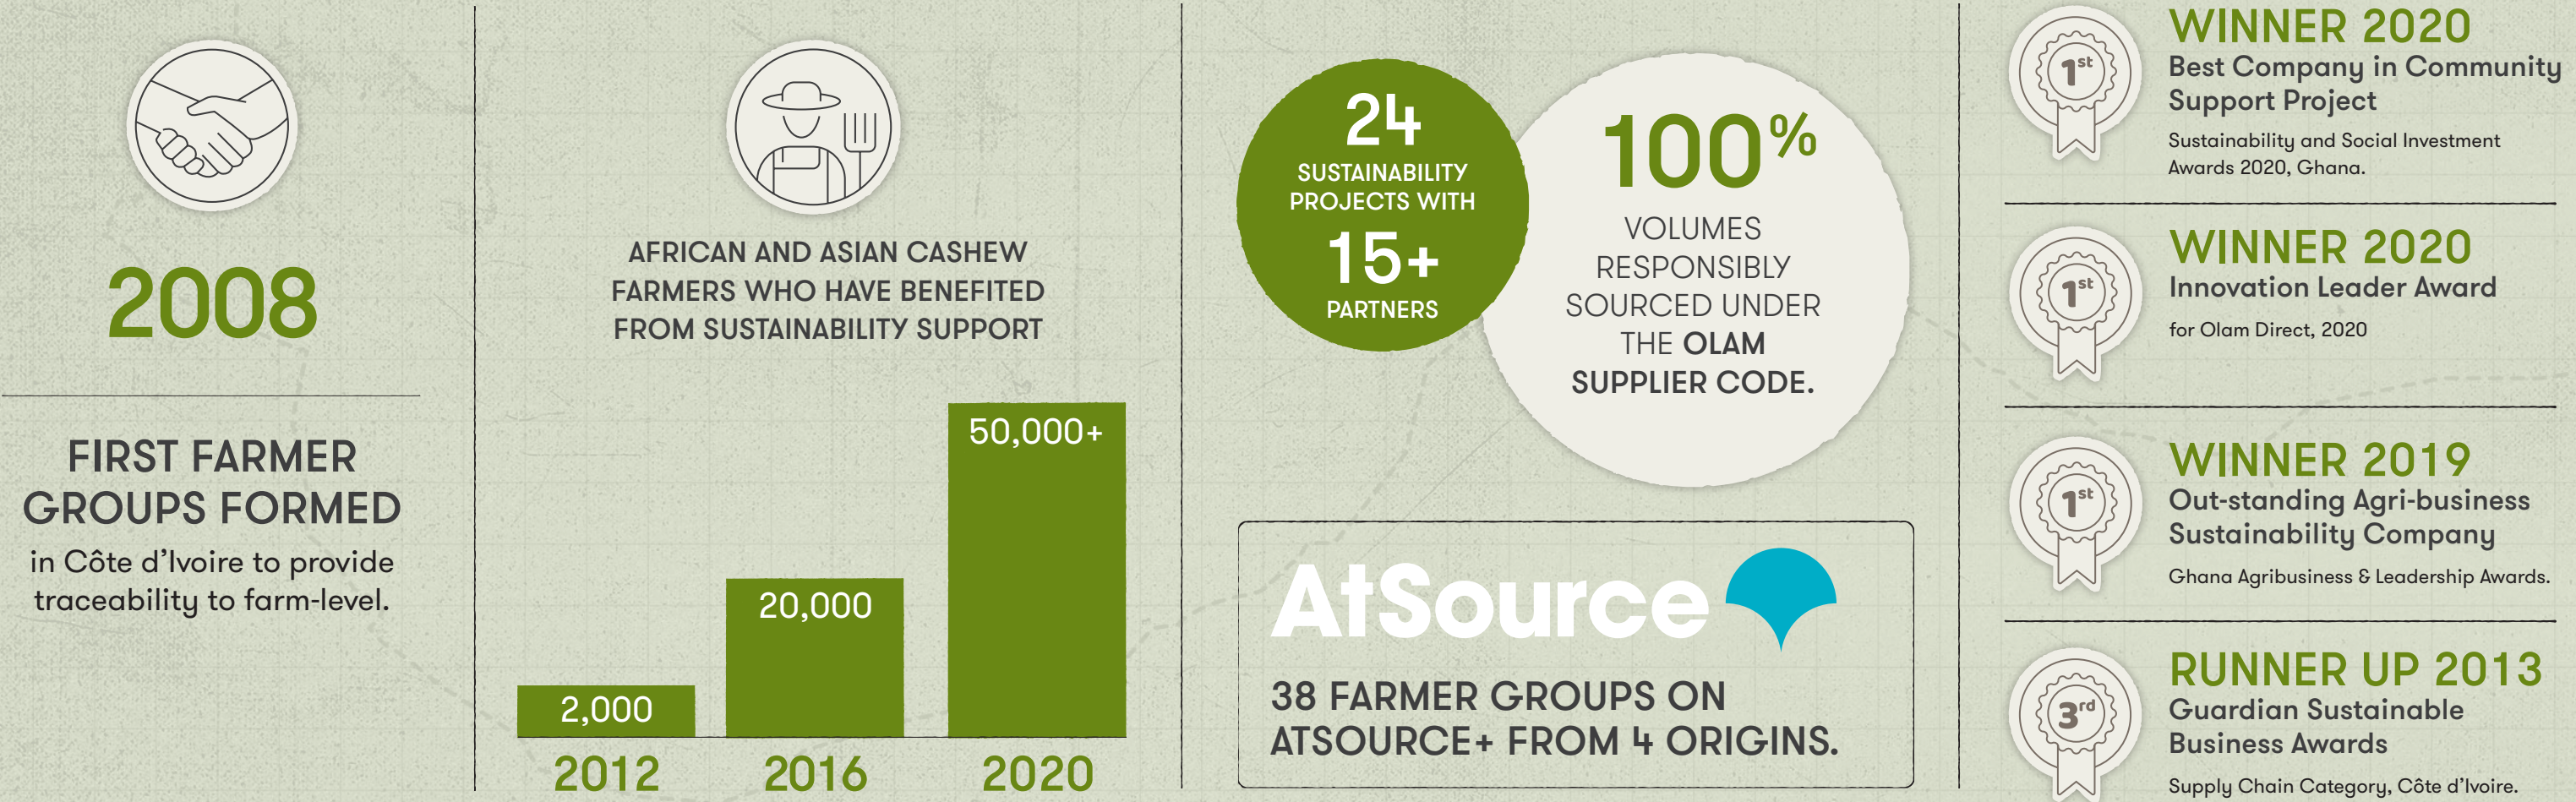 2008
FIRST FARMER
GROUPS FORMED
in Côte d’Ivoire to provide
traceability to farm-level.
AFRICAN AND ASIAN CASHEW
FARMERS WHO HAVE BENEFITED
FROM SUSTAINABILITY SUPPORT
2,000
20,000
50,000+
2012
2016
2020
24
SUSTAINABILITY
PROJECTS WITH
15+
PARTNERS
100%
VOLUMES
RESPONSIBLY
SOURCED UNDER
THE OLAM
SUPPLIER CODE.
AtSource
38 FARMER GROUPS ON
ATSOURCE+ FROM 4 ORIGINS.
1st
WINNER 2020
Best Company in Community
Support Project
Sustainability and Social Investment
Awards 2020, Ghana.
1st
WINNER 2020
Innovation Leader Award
for Olam Direct, 2020
1st
WINNER 2019
Out-standing Agri-business
Sustainability Company
Ghana Agribusiness & Leadership Awards.
3rd
RUNNER UP 2013
Guardian Sustainable
Business Awards
Supply Chain Category, Côte d’Ivoire.